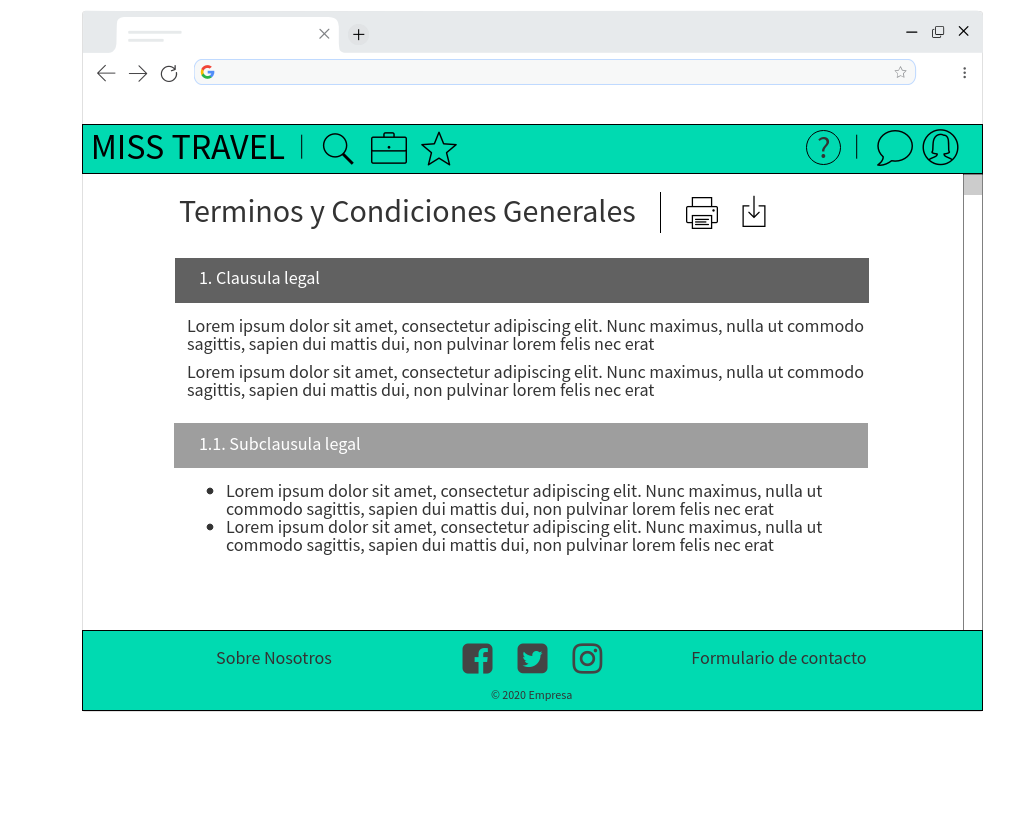 MISS TRAVEL
?
Terminos y Condiciones Generales
1. Clausula legal
Lorem ipsum dolor sit amet, consectetur adipiscing elit. Nunc maximus, nulla ut commodo
sagittis, sapien dui mattis dui, non pulvinar lorem felis nec erat
Lorem ipsum dolor sit amet, consectetur adipiscing elit. Nunc maximus, nulla ut commodo
sagittis, sapien dui mattis dui, non pulvinar lorem felis nec erat
1.1. Subclausula legal
• Lorem ipsum dolor sit amet, consectetur adipiscing elit. Nunc maximus, nulla ut
commodo sagittis, sapien dui mattis dui, non pulvinar lorem felis nec erat
• Lorem ipsum dolor sit amet, consectetur adipiscing elit. Nunc maximus, nulla ut
commodo sagittis, sapien dui mattis dui, non pulvinar lorem felis nec erat
Sobre Nosotros
Formulario de contacto
© 2020 Empresa